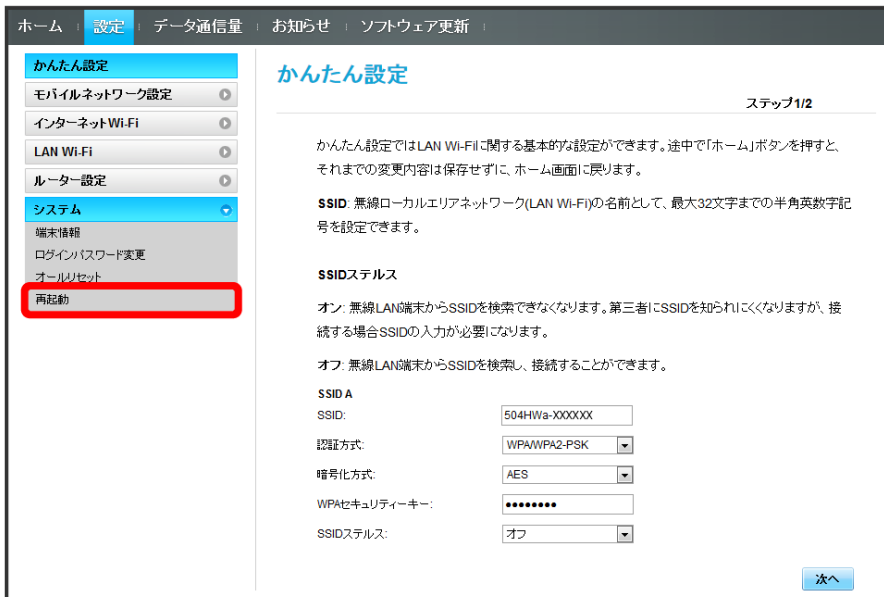 ホーム 設定 データ通信量 お知らせ ソフトウェア更新
かんたん設定
モバイルネットワーク設定
インターネットWi-Fi
LAN Wi-Fi
ルーター設定
システム
端末情報
ログインパスワード変更
オールリセット
再起動
かんたん設定
ステップ1/2
かんたん設定ではLAN Wi-Fiに関する基本的な設定ができます。途中で「ホーム」ボタンを押すと、
それまでの変更内容は保存せずに、ホーム画面に戻ります。
SSID: 無線ローカルエリアネットワーク(LAN Wi-Fi)の名前として、最大32文字までの半角英数字記
号を設定できます。
SSIDステルス
オン: 無線LAN端末からSSIDを検索できなくなります。第三者にSSIDを知られにくくなりますが、接
続する場合SSIDの入力が必要になります。
オフ: 無線LAN端末からSSIDを検索し、接続することができます。
SSID A
SSID: 504HWa-XXXXXX
認証方式: WPA/WPA2-PSK
暗号化方式: AES
WPAセキュリティーキー: ●●●●●●●●
SSIDステルス: オフ
次へ